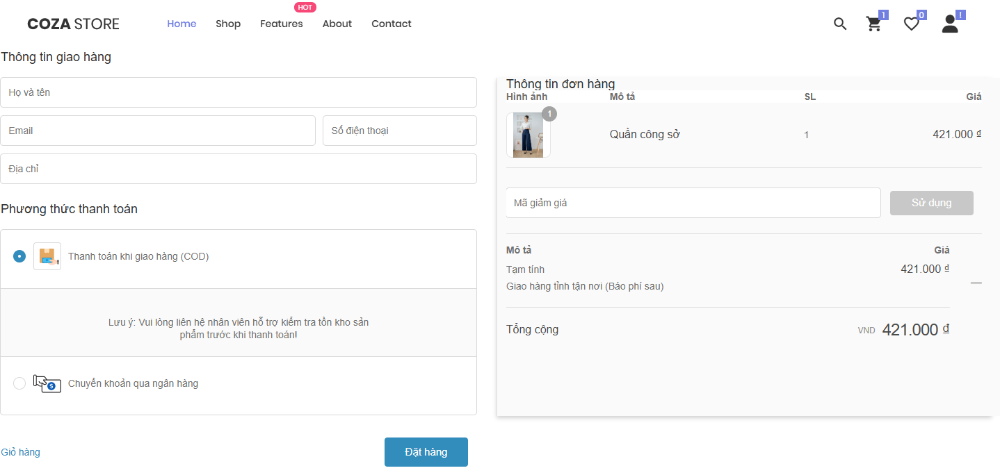 COZA STORE
Home
Shop
Features
HOT
About
Contact
1
0
!
Thông tin giao hàng
Họ và tên
Email
Số điện thoại
Địa chỉ
Phương thức thanh toán
Thanh toán khi giao hàng (COD)
Lưu ý: Vui lòng liên hệ nhân viên hỗ trợ kiểm tra tồn kho sản
phẩm trước khi thanh toán!
$
Chuyển khoản qua ngân hàng
Giỏ hàng
Đặt hàng
Thông tin đơn hàng
Hình ảnh Mô tả SL Giá
1
Quần công sở 1 421.000 ₫
Mã giảm giá
Sử dụng
Mô tả Giá
Tạm tính 421.000 ₫
Giao hàng tỉnh tận nơi (Báo phí sau) —
Tổng cộng VND 421.000 ₫